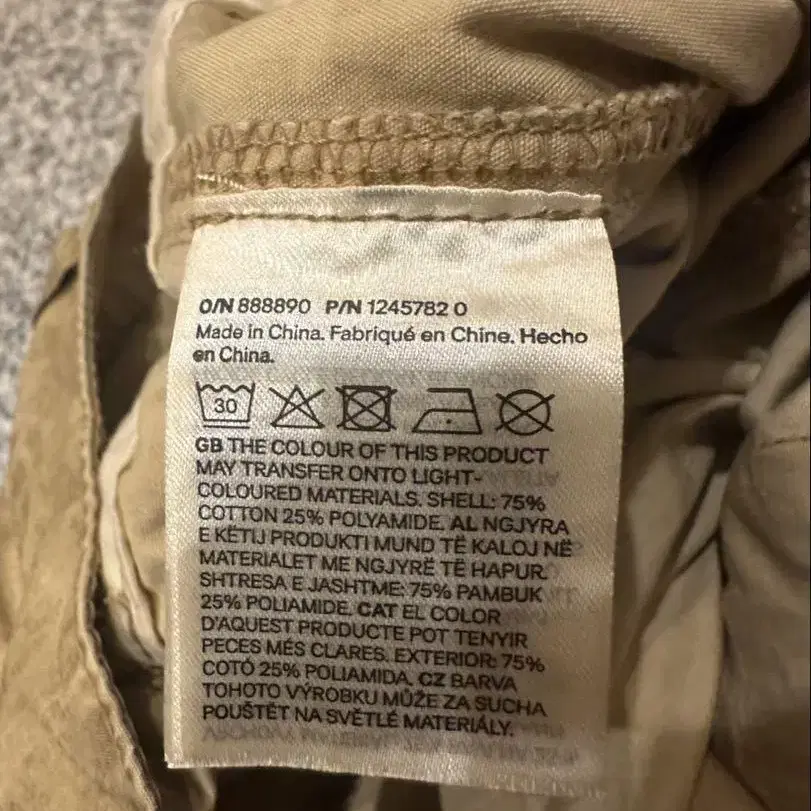 O/N 888890 P/N 1245782 0
Made in China. Fabriqué en Chine. Hecho
en China.
30
GB THE COLOUR OF THIS PRODUCT
MAY TRANSFER ONTO LIGHT-
COLOURED MATERIALS. SHELL: 75%
COTTON 25% POLYAMIDE. AL NGJYRA
E KËTIJ PRODUKTI MUND TË KALOJ NË
MATERIALET ME NGJYRË TË HAPUR.
SHTRESA E JASHTME: 75% PAMBUK
25% POLIAMIDE. CAT EL COLOR
D'AQUEST PRODUCTE POT TENYIR
PECES MÉS CLARES. EXTERIOR: 75%
COTÓ 25% POLIAMIDA. CZ BARVA
TOHOTO VÝROBKU MŮŽE ZA SUCHA
POUŠTĚT NA SVĚTLÉ MATERIÁLY.